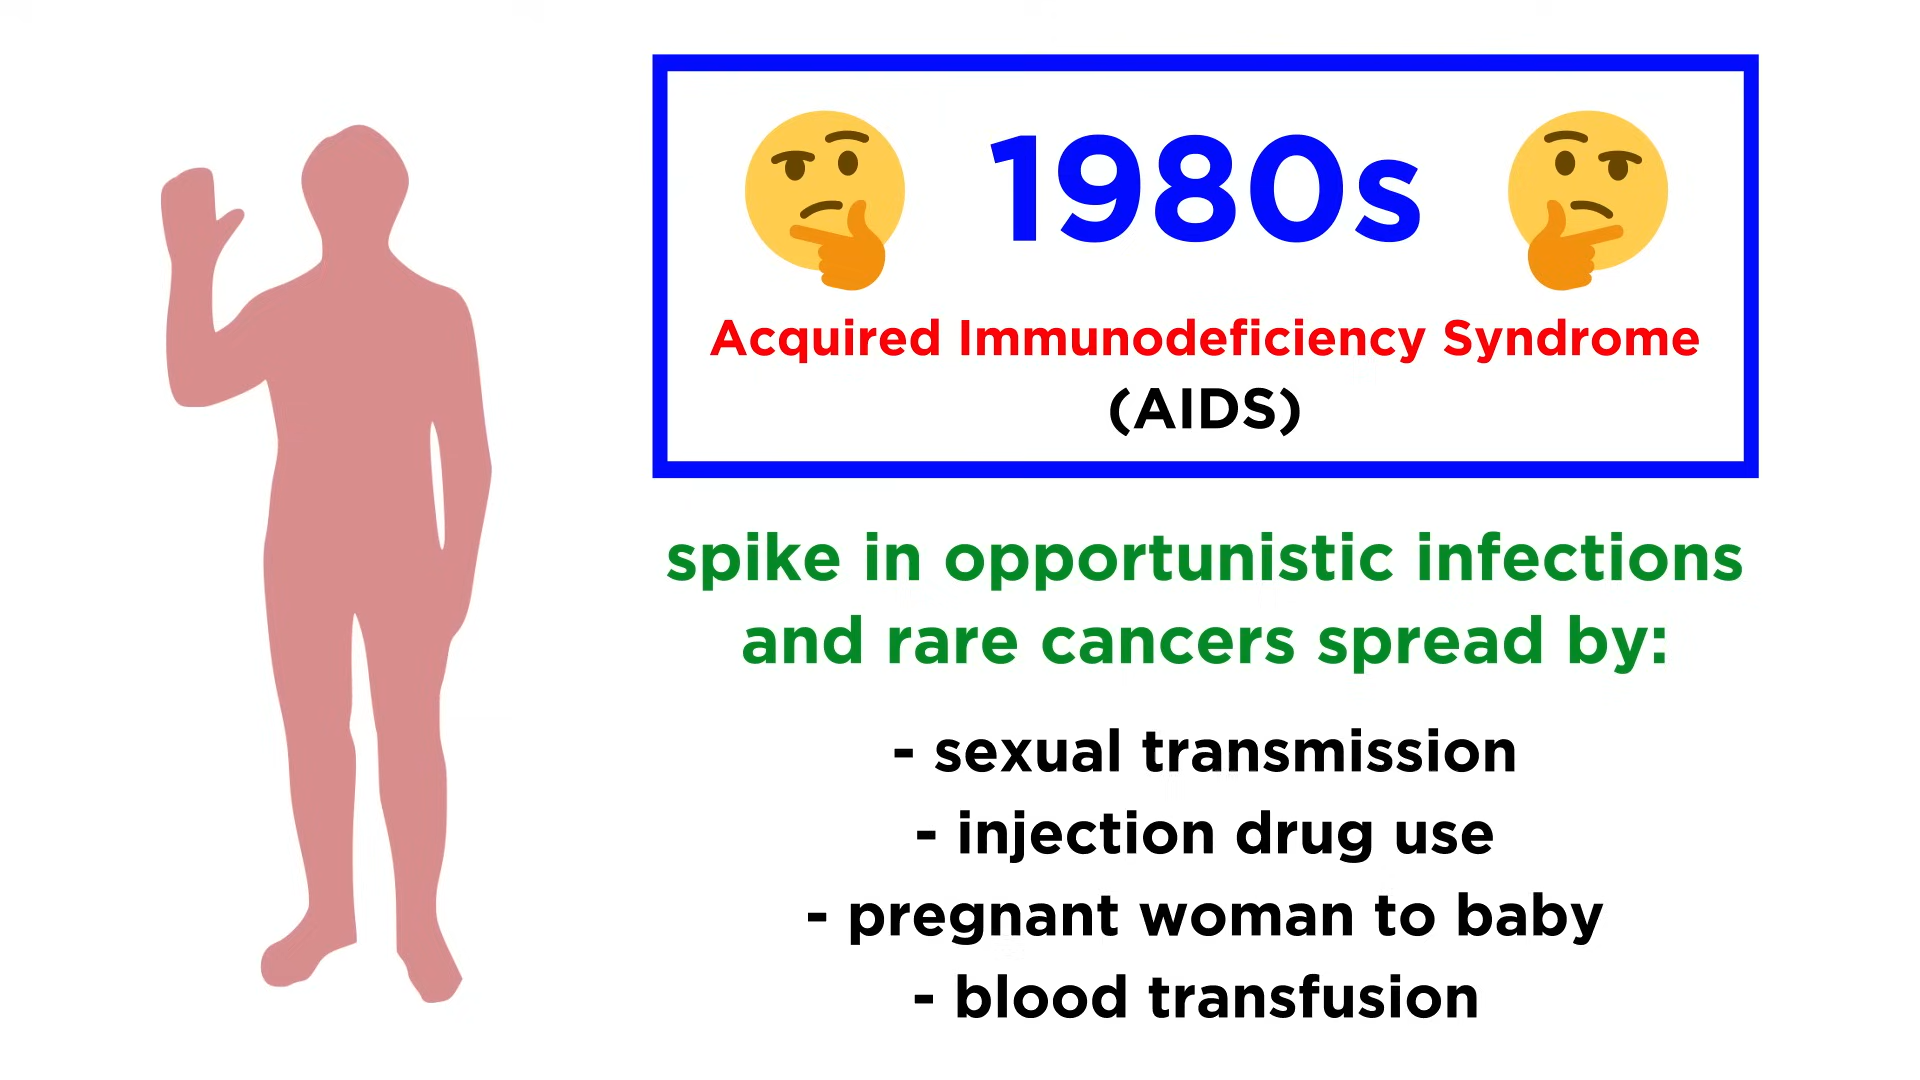 1980s
Acquired Immunodeficiency Syndrome
(AIDS)
spike in opportunistic infections
and rare cancers spread by:
- sexual transmission
- injection drug use
- pregnant woman to baby
- blood transfusion